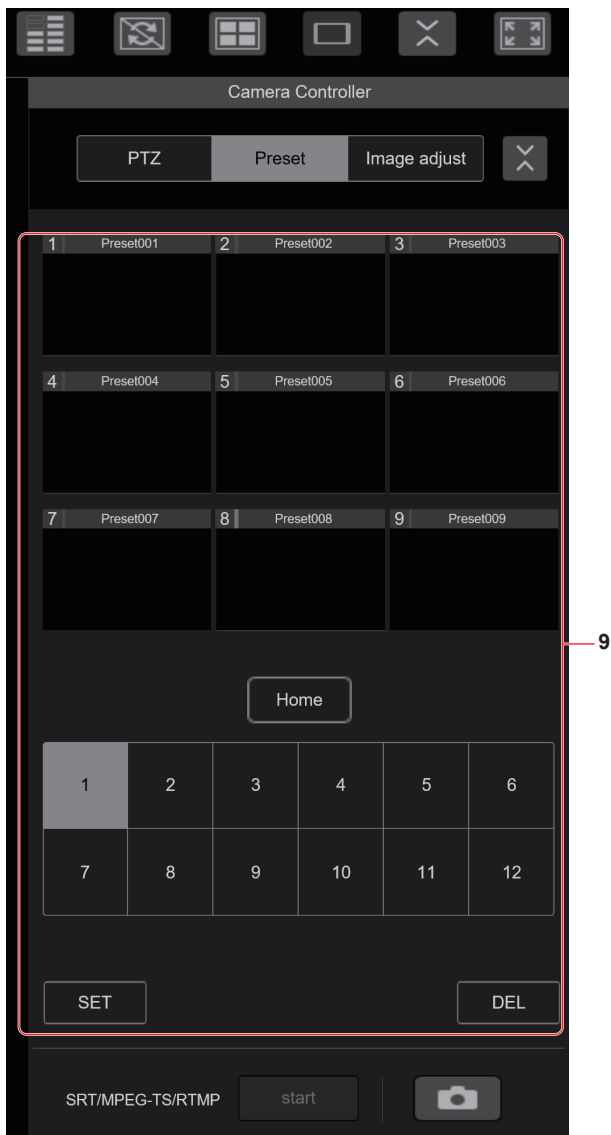 Camera Controller
PTZ Preset Image adjust
1 Preset001 2 Preset002 3 Preset003
4 Preset004 5 Preset005 6 Preset006
7 Preset007 8 Preset008 9 Preset009
9
Home
1 2 3 4 5 6
7 8 9 10 11 12
SET DEL
SRT/MPEG-TS/RTMP start